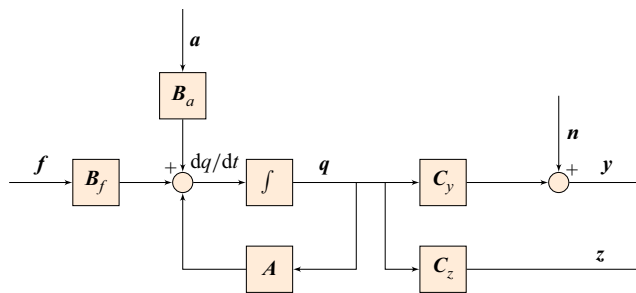 a
B_a
n
+ dq/dt q +
f B_f ∫ C_y y
z
A C_z